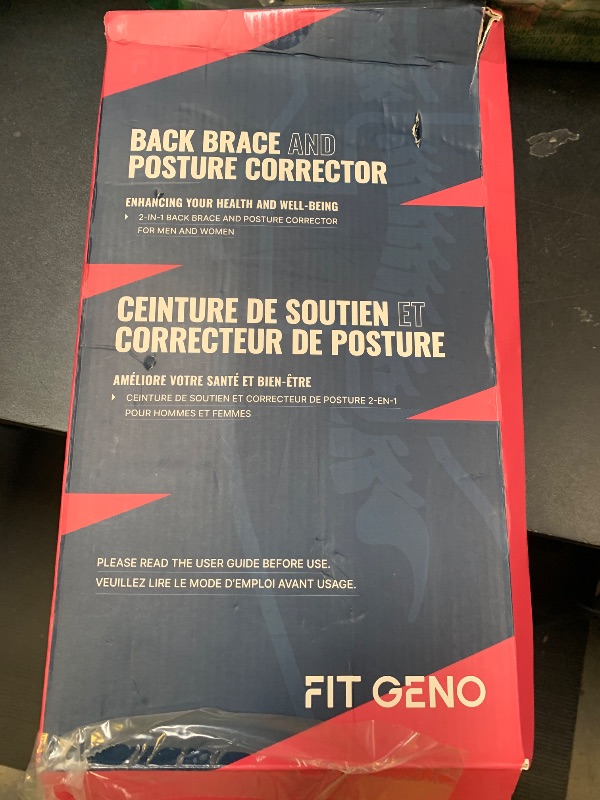 BACK BRACE AND
POSTURE CORRECTOR
ENHANCING YOUR HEALTH AND WELL-BEING
2-IN-1 BACK BRACE AND POSTURE CORRECTOR
FOR MEN AND WOMEN
CEINTURE DE SOUTIEN ET
CORRECTEUR DE POSTURE
AMÉLIORE VOTRE SANTÉ ET BIEN-ÊTRE
CEINTURE DE SOUTIEN ET CORRECTEUR DE POSTURE 2-EN-1
POUR HOMMES ET FEMMES
PLEASE READ THE USER GUIDE BEFORE USE.
VEUILLEZ LIRE LE MODE D'EMPLOI AVANT USAGE.
FIT GENO